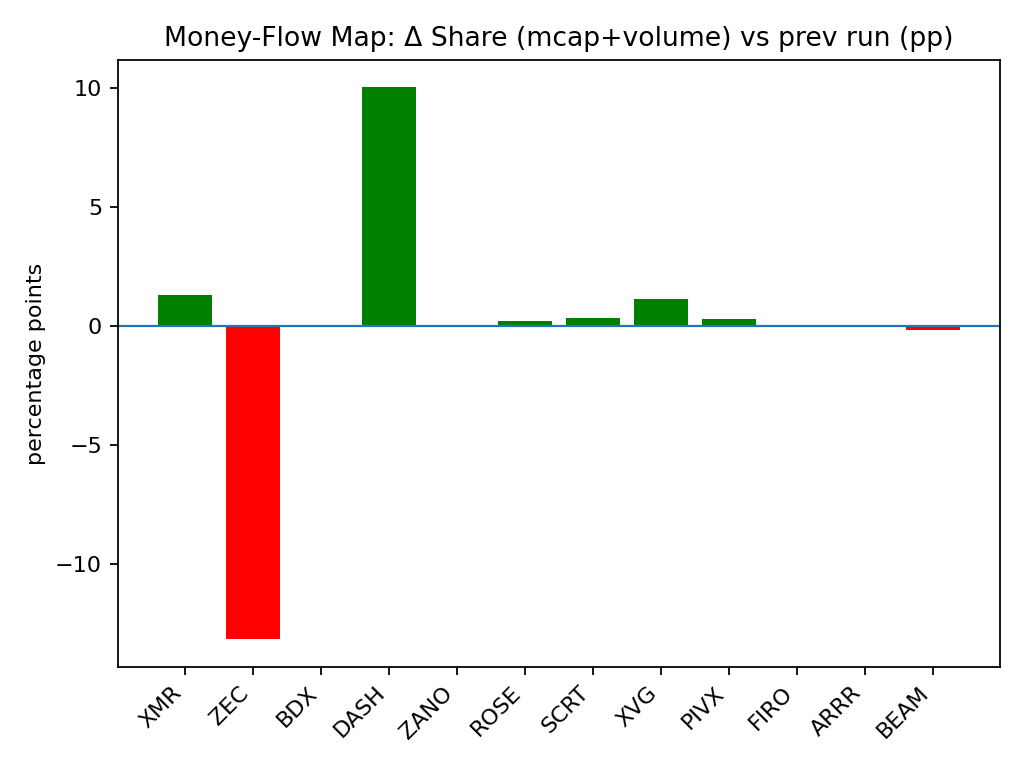 Money-Flow Map: Δ Share (mcap+volume) vs prev run (pp)
percentage points
10
5
0
−5
−10
XMR
ZEC
BDX
DASH
ZANO
ROSE
SCRT
XVG
PIVX
FIRO
ARRR
BEAM